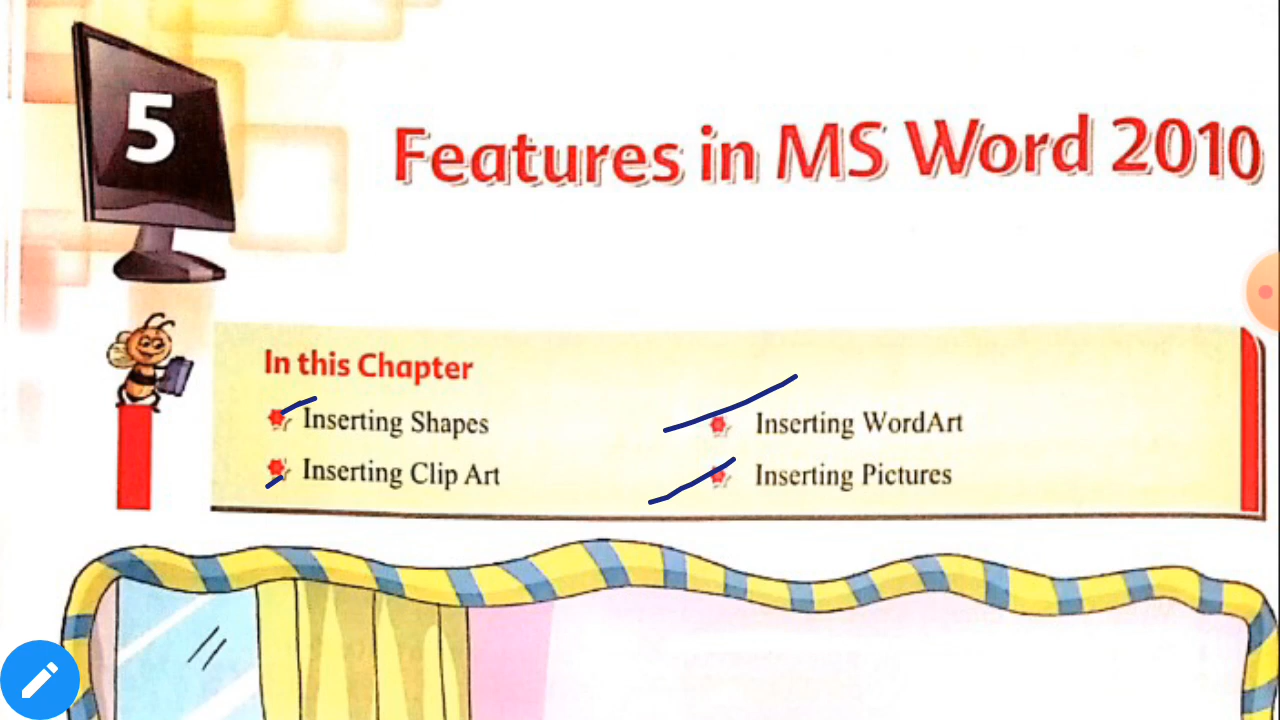 5
Features in MS Word 2010
In this Chapter
Inserting Shapes
Inserting WordArt
Inserting Clip Art
Inserting Pictures